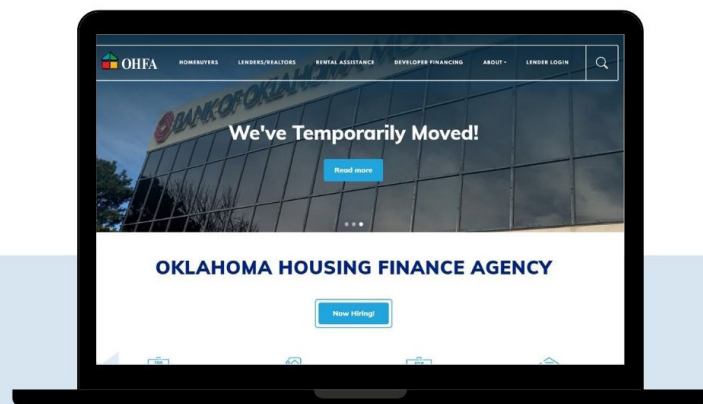 OHFA
HOMEBUYERS LENDERS/REALTORS RENTAL ASSISTANCE DEVELOPER FINANCING ABOUT LENDER LOGIN
BANK OF OKLAHOMA
We've Temporarily Moved!
Read more
OKLAHOMA HOUSING FINANCE AGENCY
Now Hiring!